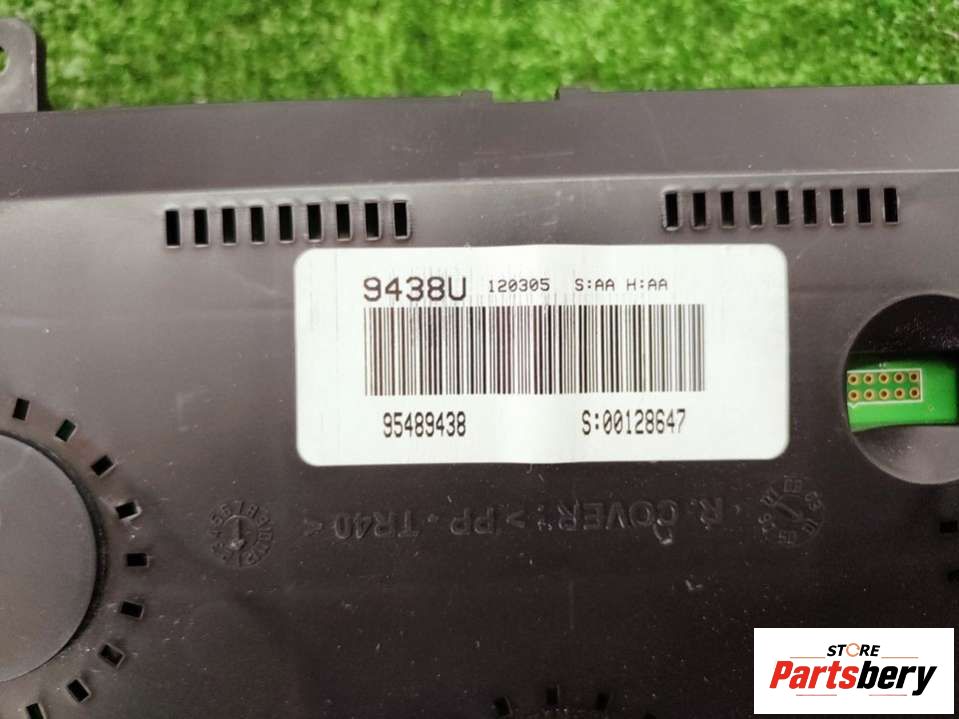 9438U 120305 S:AA H:AA
95489438 S:00128647
R. COVER : >PP - TR40<
STORE
Partsbery